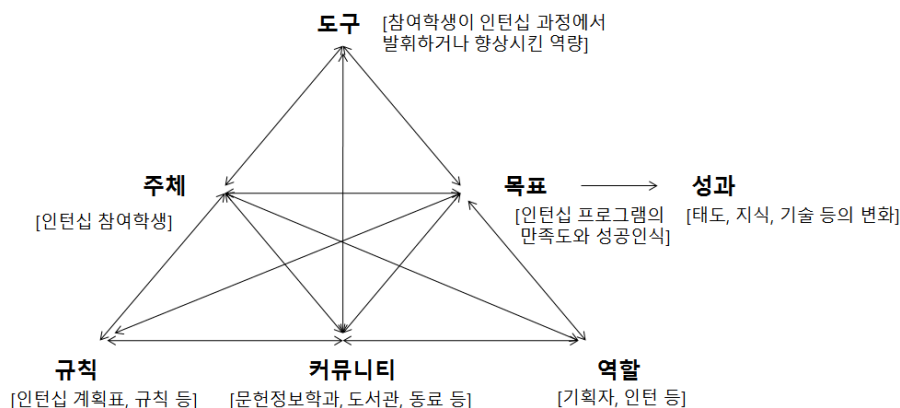 도구
[참여학생이 인턴십 과정에서
발휘하거나 향상시킨 역량]
주체
[인턴십 참여학생]
목표
[인턴십 프로그램의
만족도와 성공인식]
성과
[태도, 지식, 기술 등의 변화]
규칙
[인턴십 계획표, 규칙 등]
커뮤니티
[문헌정보학과, 도서관, 동료 등]
역할
[기획자, 인턴 등]